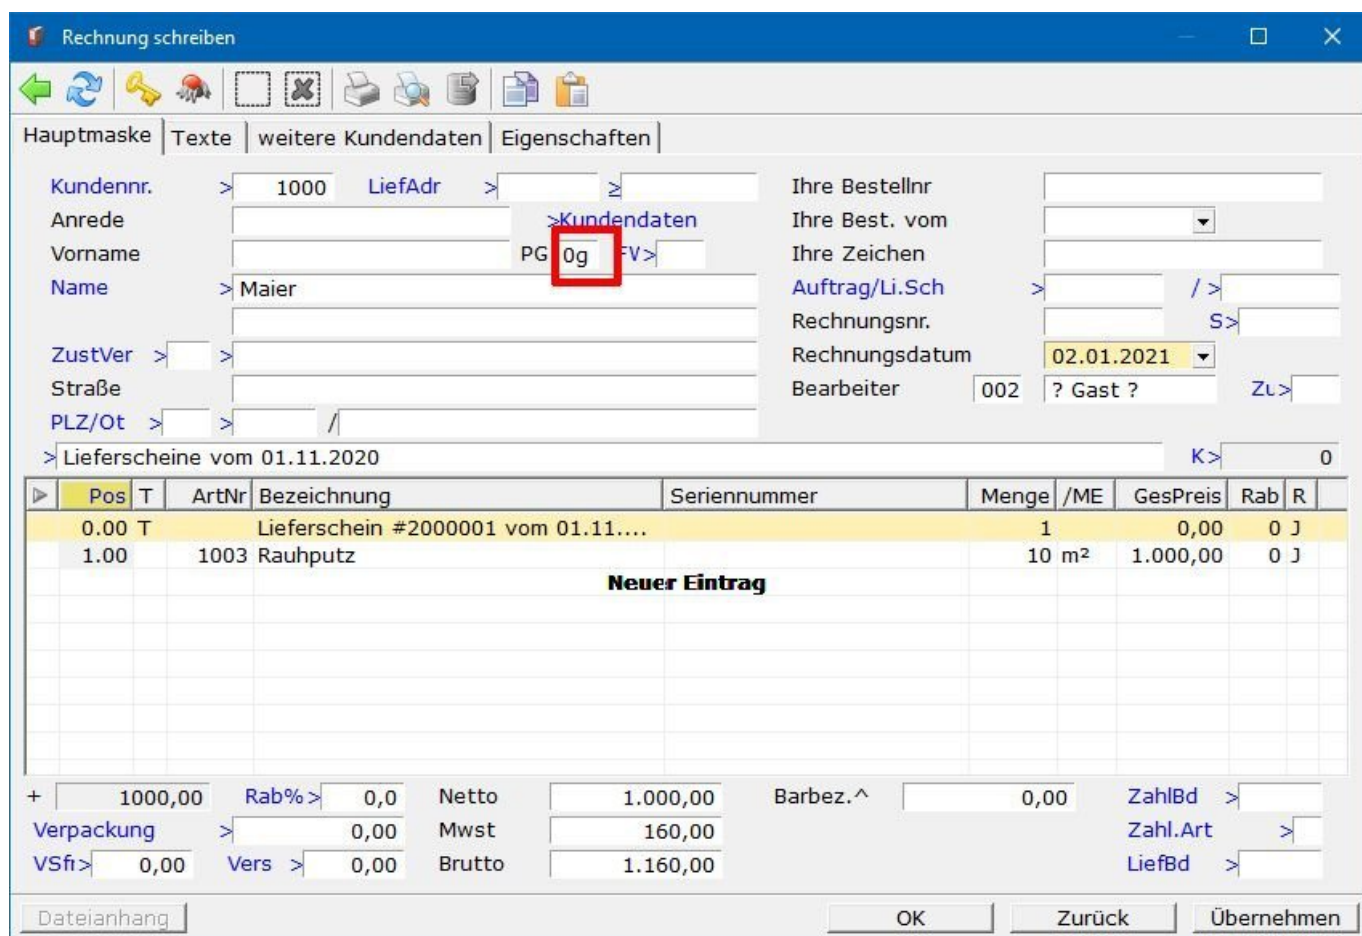 Rechnung schreiben
Hauptmaske Texte weitere Kundendaten Eigenschaften
Kundennr. > 1000 LiefAdr > ≥ Ihre Bestellnr
Anrede >Kundendaten Ihre Best. vom
Vorname PG 0g FV> Ihre Zeichen
Name > Maier Auftrag/Li.Sch > / >
Rechnungsnr. S>
ZustVer > > Rechnungsdatum 02.01.2021
Straße Bearbeiter 002 ? Gast ? Zu>
PLZ/Ot > > /
> Lieferscheine vom 01.11.2020 K> 0
Pos T ArtNr Bezeichnung Seriennummer Menge /ME GesPreis Rab R
0.00 T Lieferschein #2000001 vom 01.11.... 1 0,00 0 J
1.00 1003 Rauhputz 10 m² 1.000,00 0 J
Neuer Eintrag
+ 1000,00 Rab% > 0,0 Netto 1.000,00 Barbez.^ 0,00 ZahlBd >
Verpackung > 0,00 Mwst 160,00 Zahl.Art >
VSfr> 0,00 Vers > 0,00 Brutto 1.160,00 LiefBd >
Dateianhang OK Zurück Übernehmen